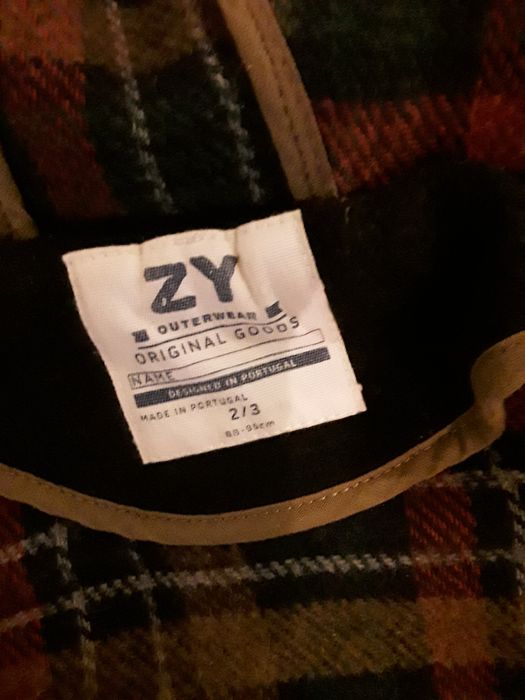 ZY
OUTERWEAR
ORIGINAL GOODS
NAME
DESIGNED IN PORTUGAL
MADE IN PORTUGAL
2/3